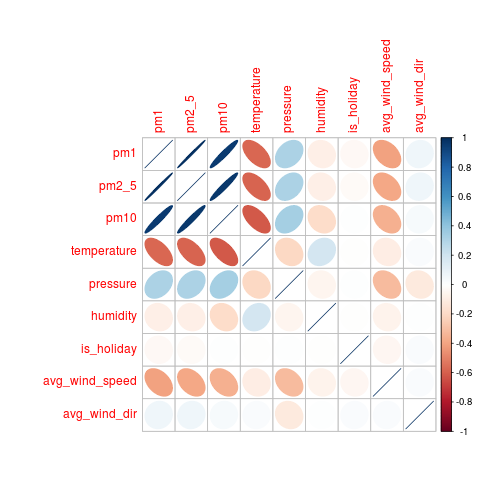 pm1
pm2_5
pm10
temperature
pressure
humidity
is_holiday
avg_wind_speed
avg_wind_dir
pm1
pm2_5
pm10
temperature
pressure
humidity
is_holiday
avg_wind_speed
avg_wind_dir
1
0.8
0.6
0.4
0.2
0
-0.2
-0.4
-0.6
-0.8
-1